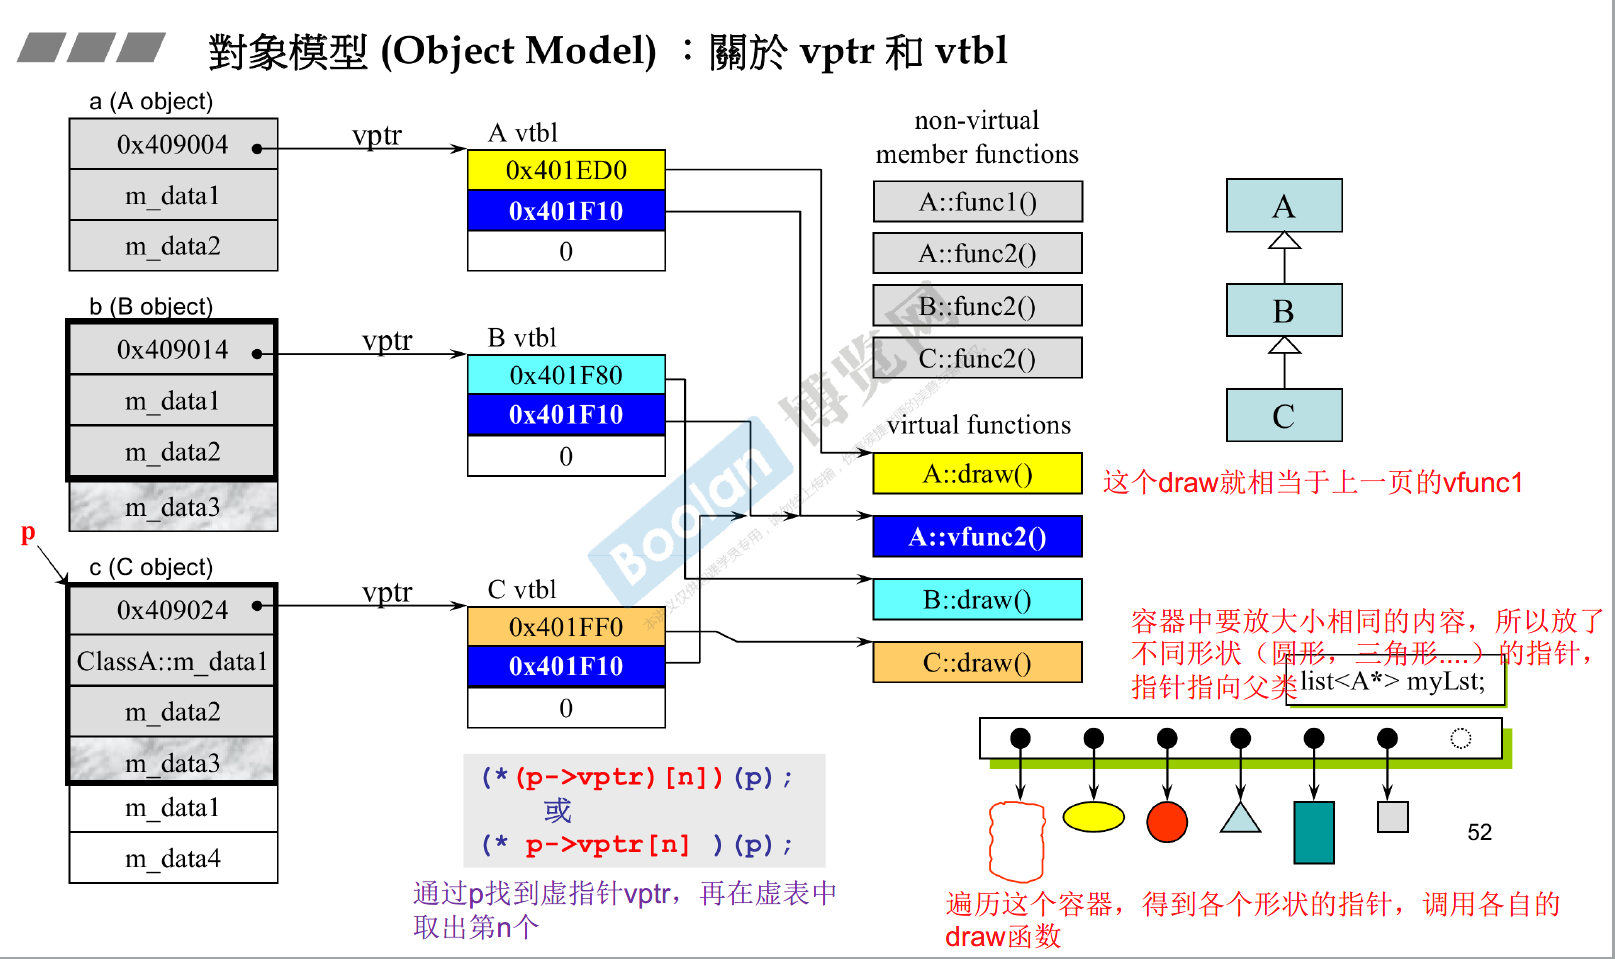 對象模型 (Object Model) ：關於 vptr 和 vtbl
a (A object)
0x409004
m_data1
m_data2
vptr
A vtbl
0x401ED0
0x401F10
0
b (B object)
0x409014
m_data1
m_data2
m_data3
vptr
B vtbl
0x401F80
0x401F10
0
p
c (C object)
0x409024
ClassA::m_data1
m_data2
m_data3
m_data1
m_data4
vptr
C vtbl
0x401FF0
0x401F10
0
(*(p->vptr)[n])(p);
或
(* p->vptr[n] )(p);
通过p找到虚指针vptr，再在虚表中
取出第n个
non-virtual
member functions
A::func1()
A::func2()
B::func2()
C::func2()
virtual functions
A::draw()
A::vfunc2()
B::draw()
C::draw()
A
B
C
这个draw就相当于上一页的vfunc1
容器中要放大小相同的内容，所以放了
不同形状（圆形，三角形....）的指针，
指针指向父类
list<A*> myLst;
遍历这个容器，得到各个形状的指针，调用各自的
draw函数
52
Boolan 博览网